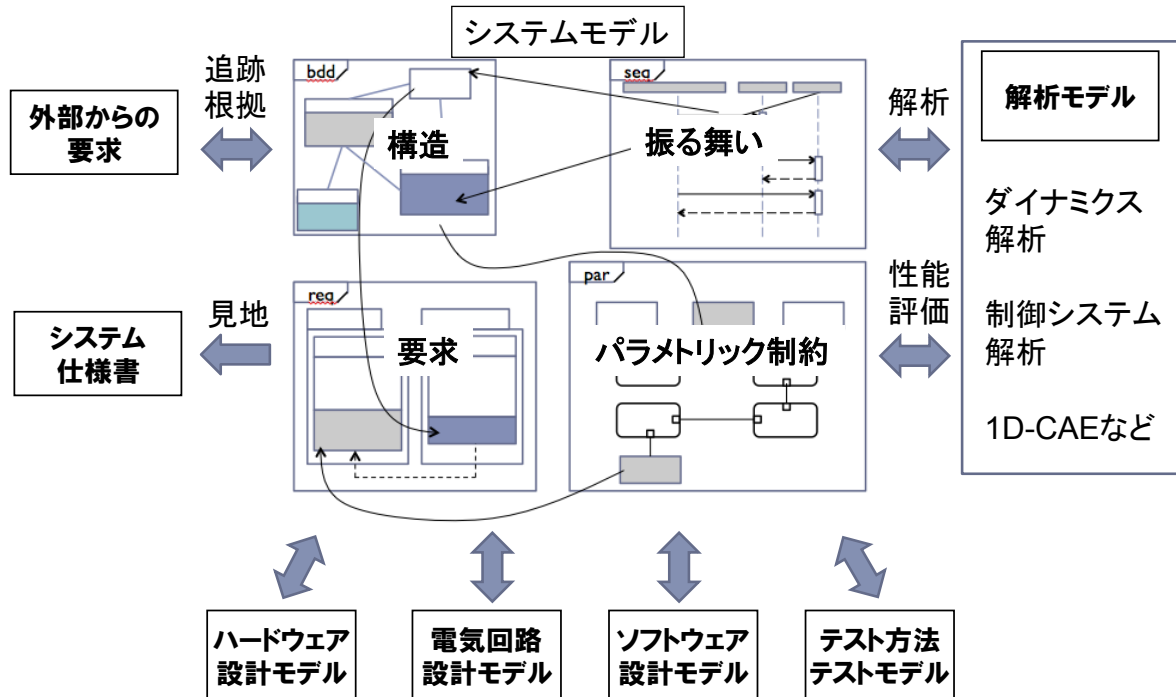 システムモデル
追跡
根拠
外部からの
要求
bdd
構造
seq
振る舞い
解析
解析モデル
ダイナミクス
解析
制御システム
解析
1D-CAEなど
見地
システム
仕様書
req
要求
par
パラメトリック制約
性能
評価
ハードウェア
設計モデル
電気回路
設計モデル
ソフトウェア
設計モデル
テスト方法
テストモデル